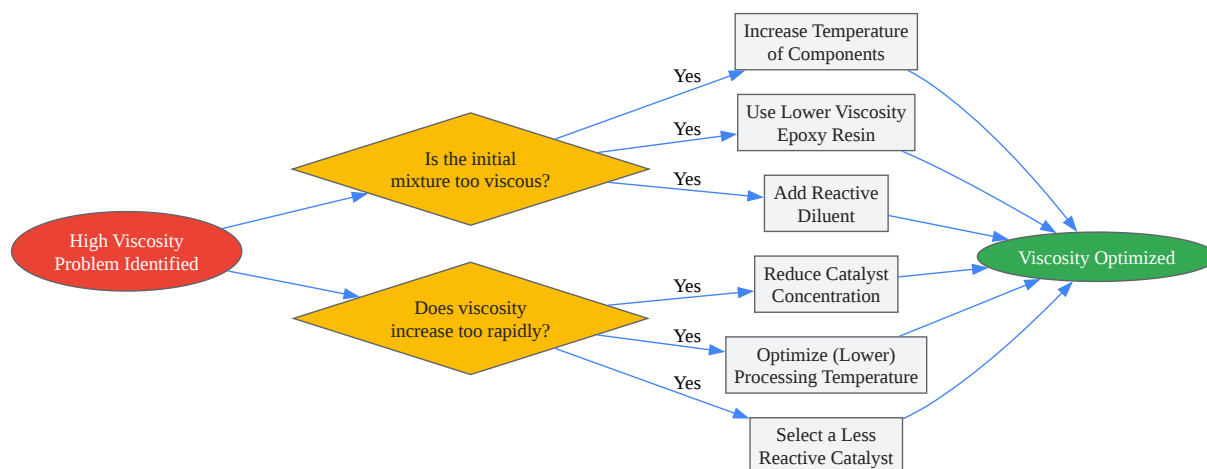 High Viscosity
Problem Identified
Is the initial
mixture too viscous?
Does viscosity
increase too rapidly?
Yes
Increase Temperature
of Components
Yes
Use Lower Viscosity
Epoxy Resin
Yes
Add Reactive
Diluent
Yes
Reduce Catalyst
Concentration
Yes
Optimize (Lower)
Processing Temperature
Yes
Select a Less
Reactive Catalyst
Viscosity Optimized